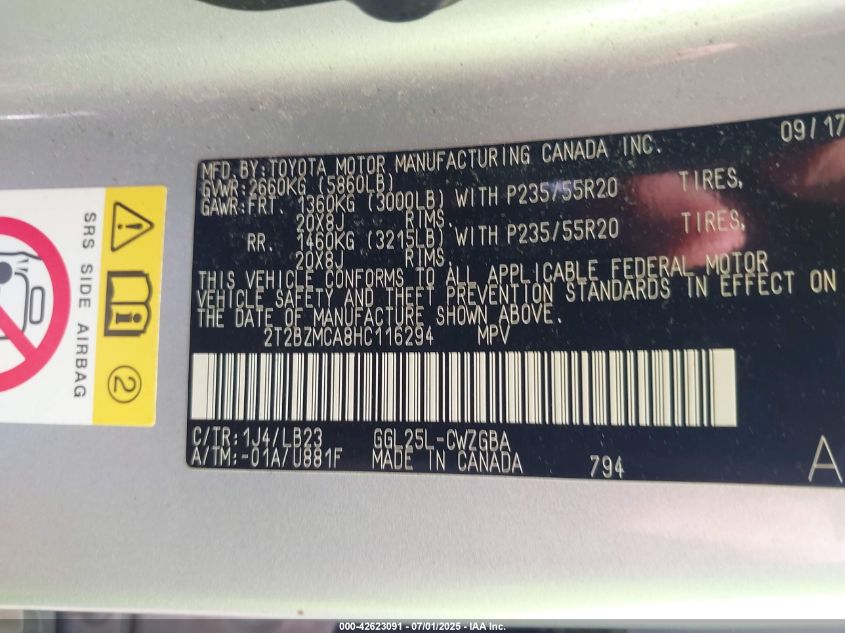 09/17
MFD.BY:TOYOTA MOTOR MANUFACTURING CANADA INC.
GVWR:2660KG (5860LB)
GAWR:FRT. 1360KG (3000LB) WITH P235/55R20 TIRES,
20X8J RIMS.
RR. 1460KG (3215LB) WITH P235/55R20 TIRES,
20X8J RIMS.
THIS VEHICLE CONFORMS TO ALL APPLICABLE FEDERAL MOTOR
VEHICLE SAFETY AND THEFT PREVENTION STANDARDS IN EFFECT ON
THE DATE OF MANUFACTURE SHOWN ABOVE.
2T2BZMCA8HC116294 MPV
C/TR:1J4/LB23 GGL25L-CWZGBA
A/TM:-01A/U881F MADE IN CANADA 794
A
SRS SIDE AIRBAG
2
000-42623091 - 07/01/2025 - IAA Inc.